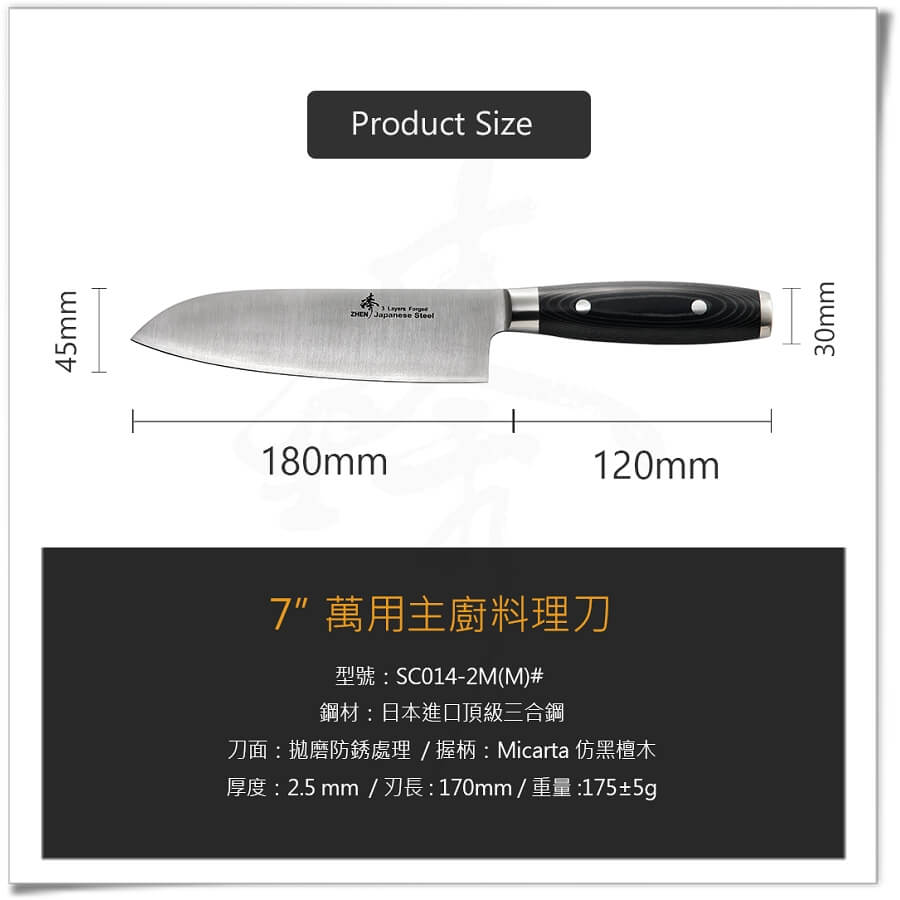 Product Size
45mm
30mm
臻
3 Layers Forged
ZHEN Japanese Steel
180mm
120mm
7” 萬用主廚料理刀
型號：SC014-2M(M)#
鋼材：日本進口頂級三合鋼
刀面：拋磨防銹處理 / 握柄：Micarta 仿黑檀木
厚度：2.5 mm / 刃長 : 170mm / 重量 :175±5g